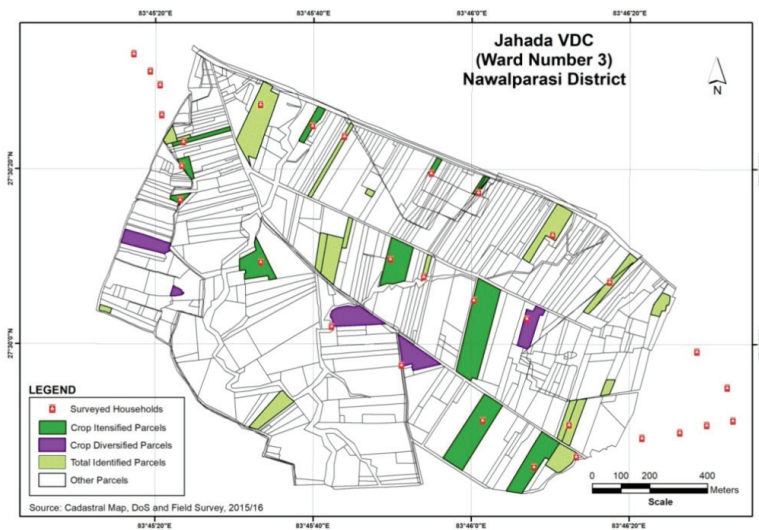 83°45'20"E 83°45'40"E 83°46'0"E 83°46'20"E
Jahada VDC
(Ward Number 3)
Nawalparasi District
N
27°30'20"N
27°30'0"N
LEGEND
Surveyed Households
Crop Itensified Parcels
Crop Diversified Parcels
Total Identified Parcels
Other Parcels
0 100 200 400
Meters
Scale
Source: Cadastral Map, DoS and Field Survey, 2015/16
83°45'20"E 83°45'40"E 83°46'0"E 83°46'20"E